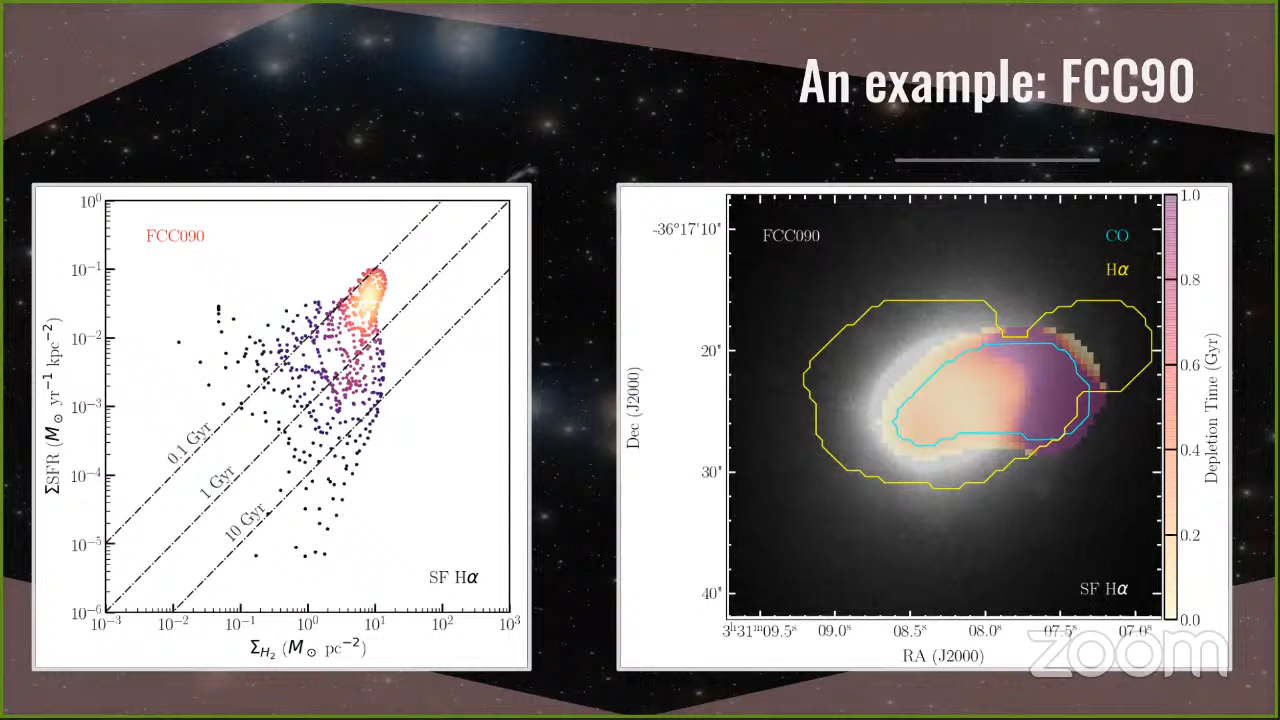 An example: FCC90
10⁰
10⁻¹
10⁻²
10⁻³
10⁻⁴
10⁻⁵
10⁻⁶
ΣSFR (M⊙ yr⁻¹ kpc⁻²)
FCC090
0.1 Gyr
1 Gyr
10 Gyr
SF Hα
10⁻³ 10⁻² 10⁻¹ 10⁰ 10¹ 10² 10³
Σ_H₂ (M⊙ pc⁻²)
-36°17'10"
20"
30"
40"
Dec (J2000)
FCC090
CO
Hα
SF Hα
3ʰ31ᵐ09.5ˢ 09.0ˢ 08.5ˢ 08.0ˢ 07.5ˢ 07.0ˢ
RA (J2000)
1.0
0.8
0.6
0.4
0.2
0.0
Depletion Time (Gyr)
zoom